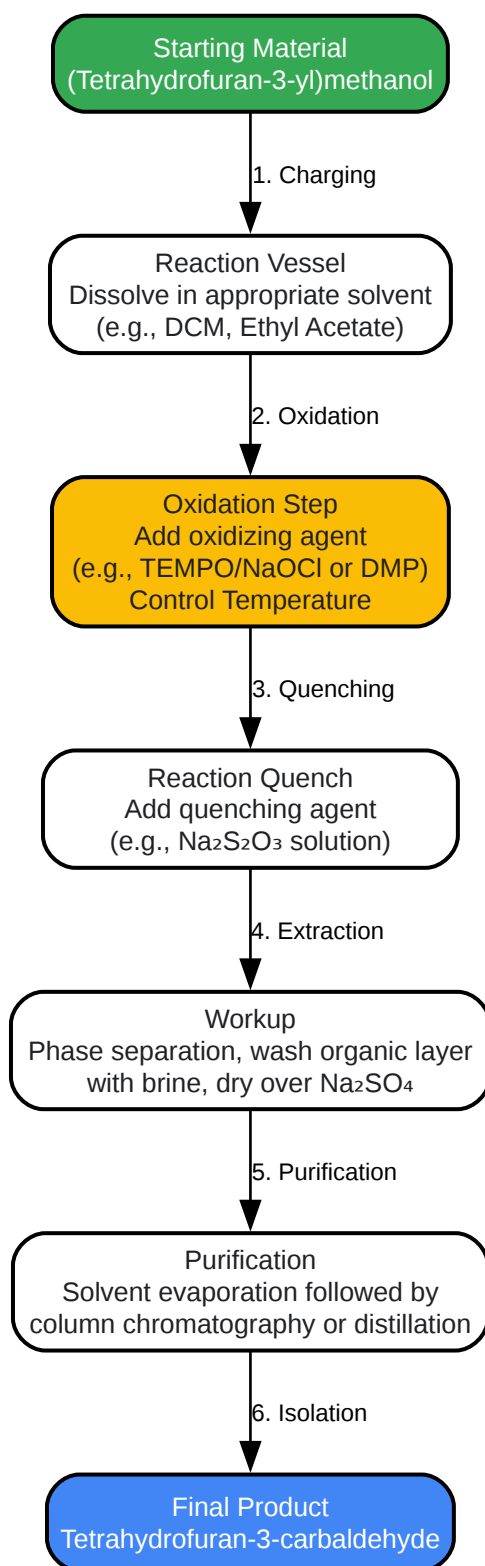 Starting Material
(Tetrahydrofuran-3-yl)methanol
1. Charging
Reaction Vessel
Dissolve in appropriate solvent
(e.g., DCM, Ethyl Acetate)
2. Oxidation
Oxidation Step
Add oxidizing agent
(e.g., TEMPO/NaOCl or DMP)
Control Temperature
3. Quenching
Reaction Quench
Add quenching agent
(e.g., Na₂S₂O₃ solution)
4. Extraction
Workup
Phase separation, wash organic layer
with brine, dry over Na₂SO₄
5. Purification
Purification
Solvent evaporation followed by
column chromatography or distillation
6. Isolation
Final Product
Tetrahydrofuran-3-carbaldehyde